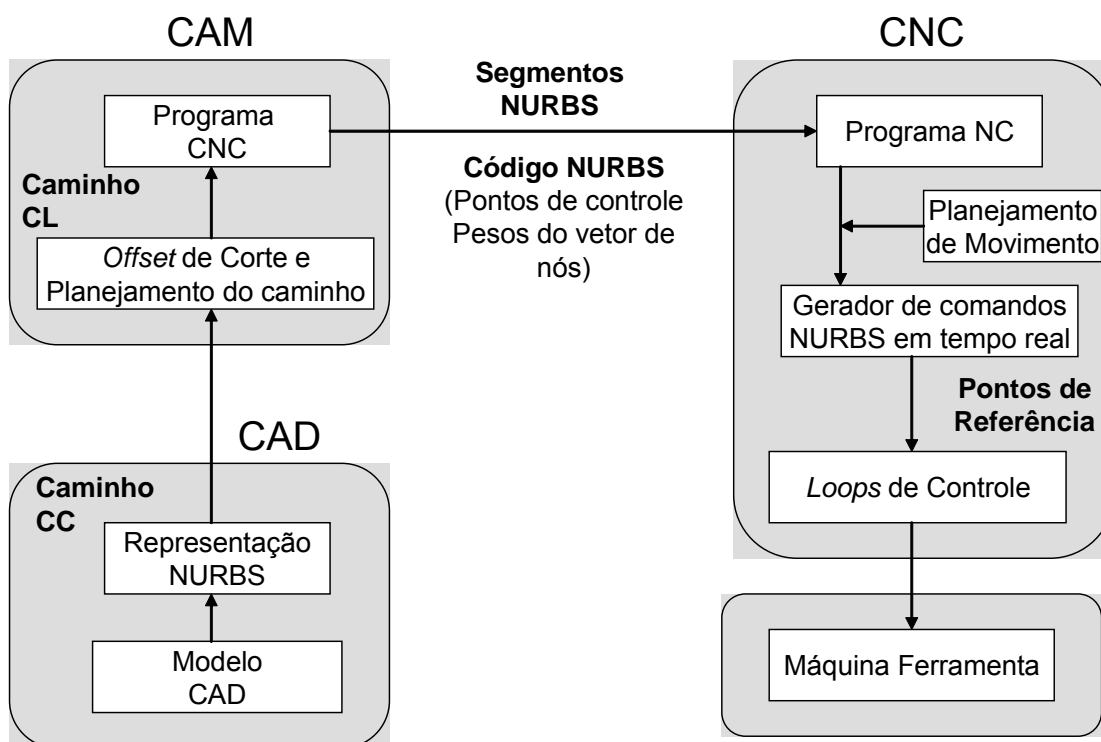 CAM
Programa
CNC
Caminho
CL
Offset de Corte e
Planejamento do caminho
CAD
Caminho
CC
Representação
NURBS
Modelo
CAD
Segmentos
NURBS
Código NURBS
(Pontos de controle
Pesos do vetor de
nós)
CNC
Programa NC
Planejamento
de Movimento
Gerador de comandos
NURBS em tempo real
Pontos de
Referência
Loops de Controle
Máquina Ferramenta